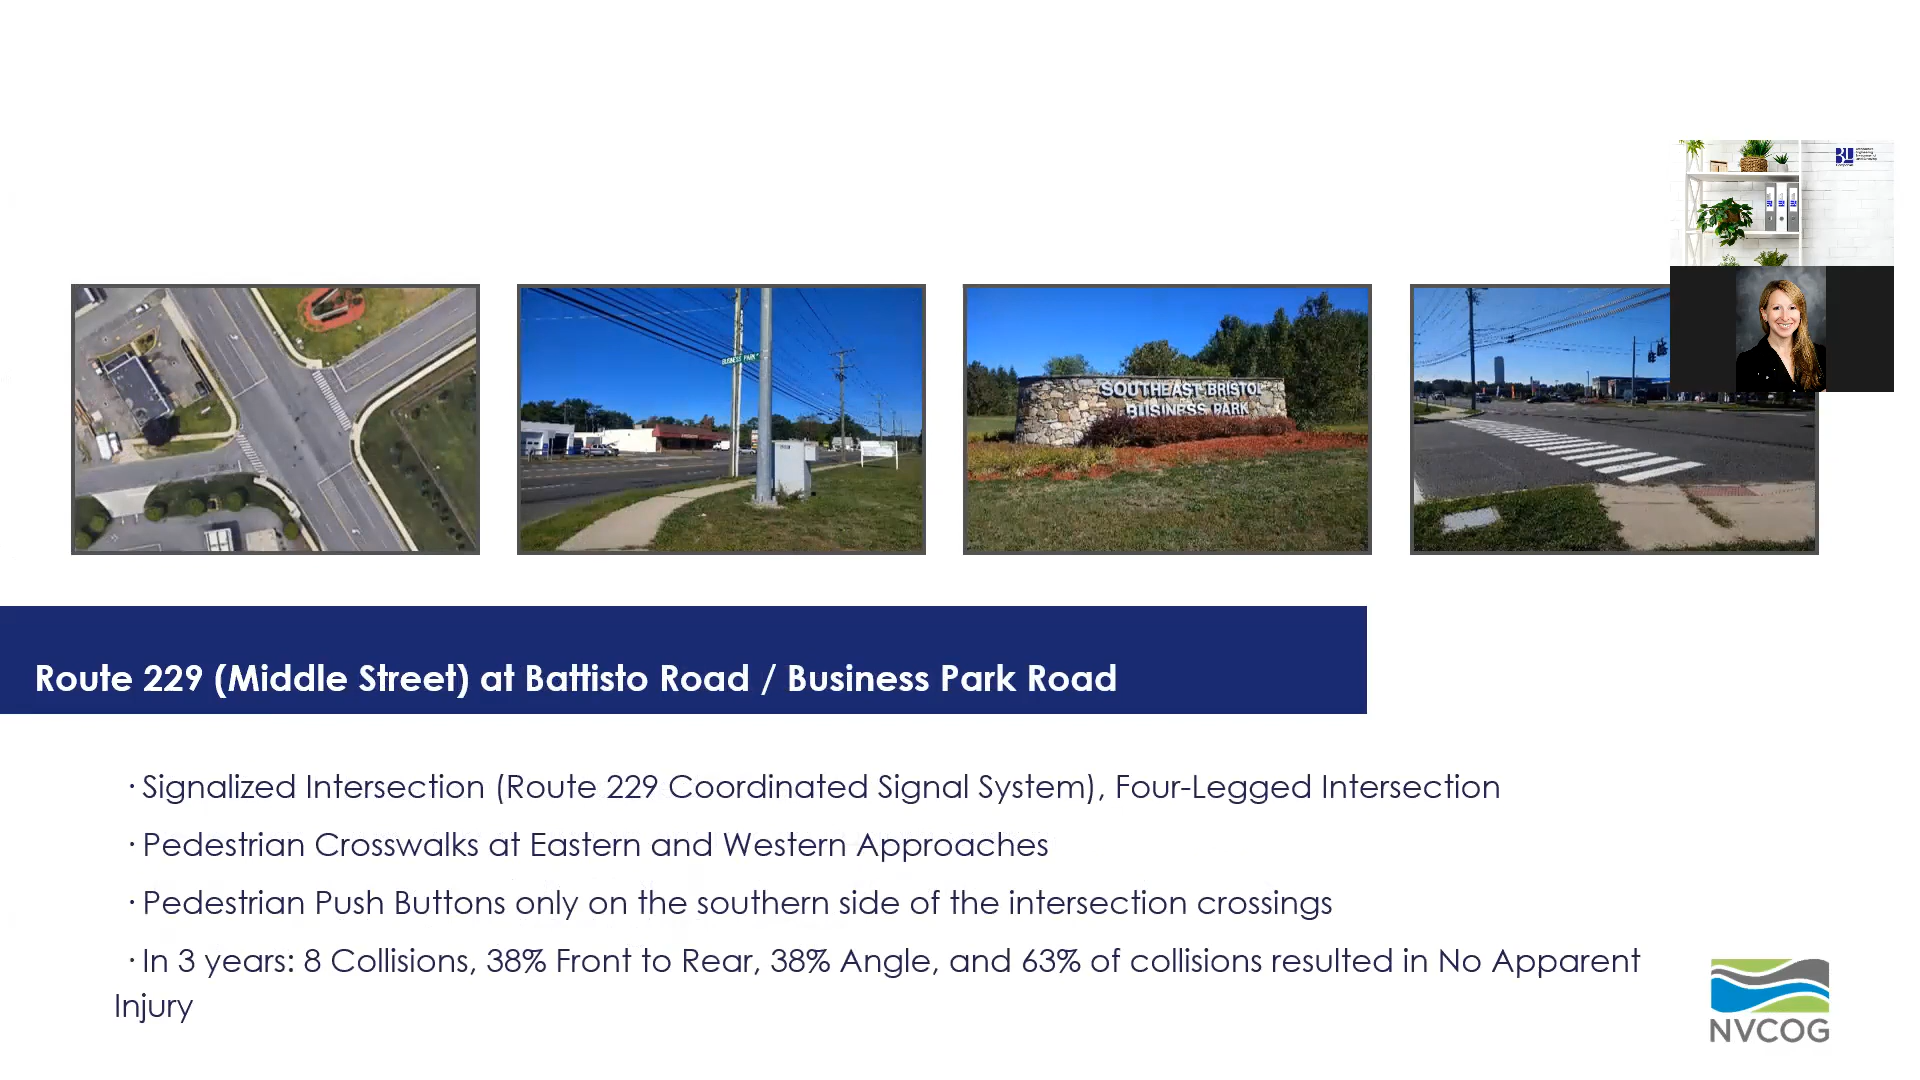 BUSINESS PARK
SOUTHEAST BRISTOL
BUSINESS PARK
Route 229 (Middle Street) at Battisto Road / Business Park Road
· Signalized Intersection (Route 229 Coordinated Signal System), Four-Legged Intersection
· Pedestrian Crosswalks at Eastern and Western Approaches
· Pedestrian Push Buttons only on the southern side of the intersection crossings
· In 3 years: 8 Collisions, 38% Front to Rear, 38% Angle, and 63% of collisions resulted in No Apparent
Injury
NVCOG